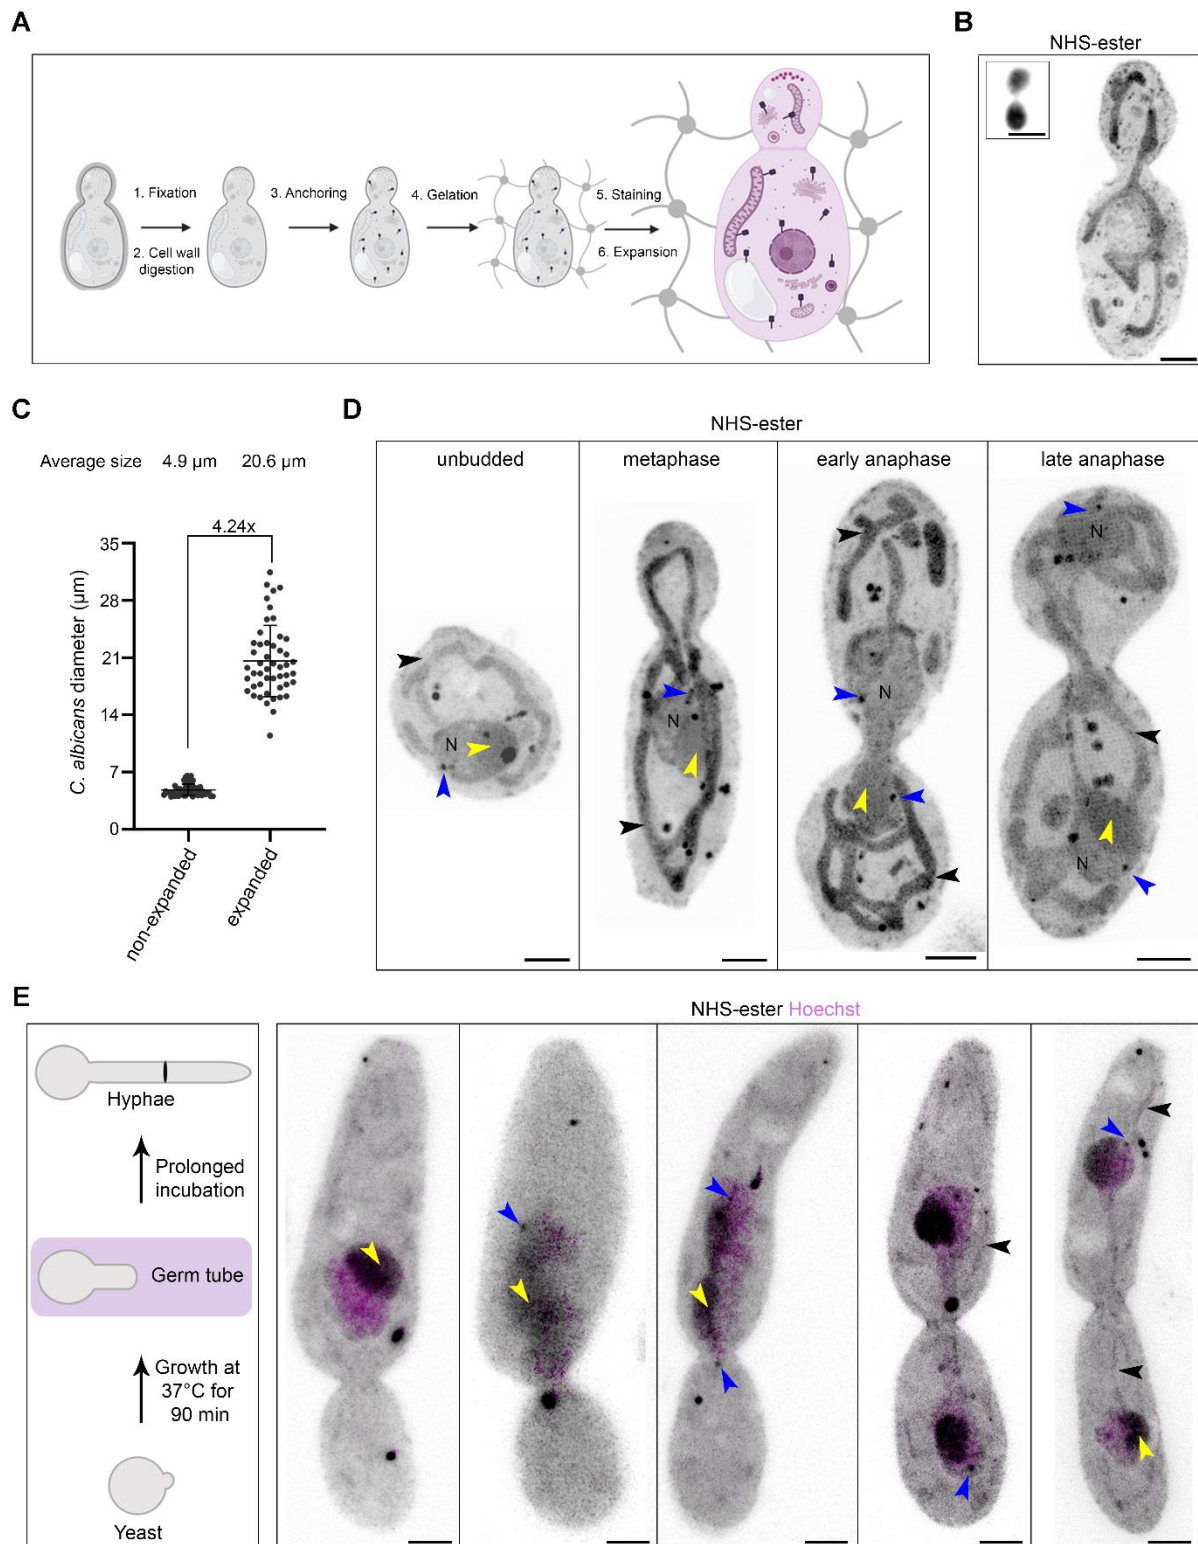 A
1. Fixation
2. Cell wall
digestion
3. Anchoring
4. Gelation
5. Staining
6. Expansion
B
NHS-ester
C
Average size 4.9 µm 20.6 µm
4.24x
35
28
21
14
7
0
C. albicans diameter (µm)
non-expanded
expanded
D
NHS-ester
unbudded
metaphase
early anaphase
late anaphase
N
N
N
N
N
E
Hyphae
Prolonged
incubation
Germ tube
Growth at
37°C for
90 min
Yeast
NHS-ester Hoechst